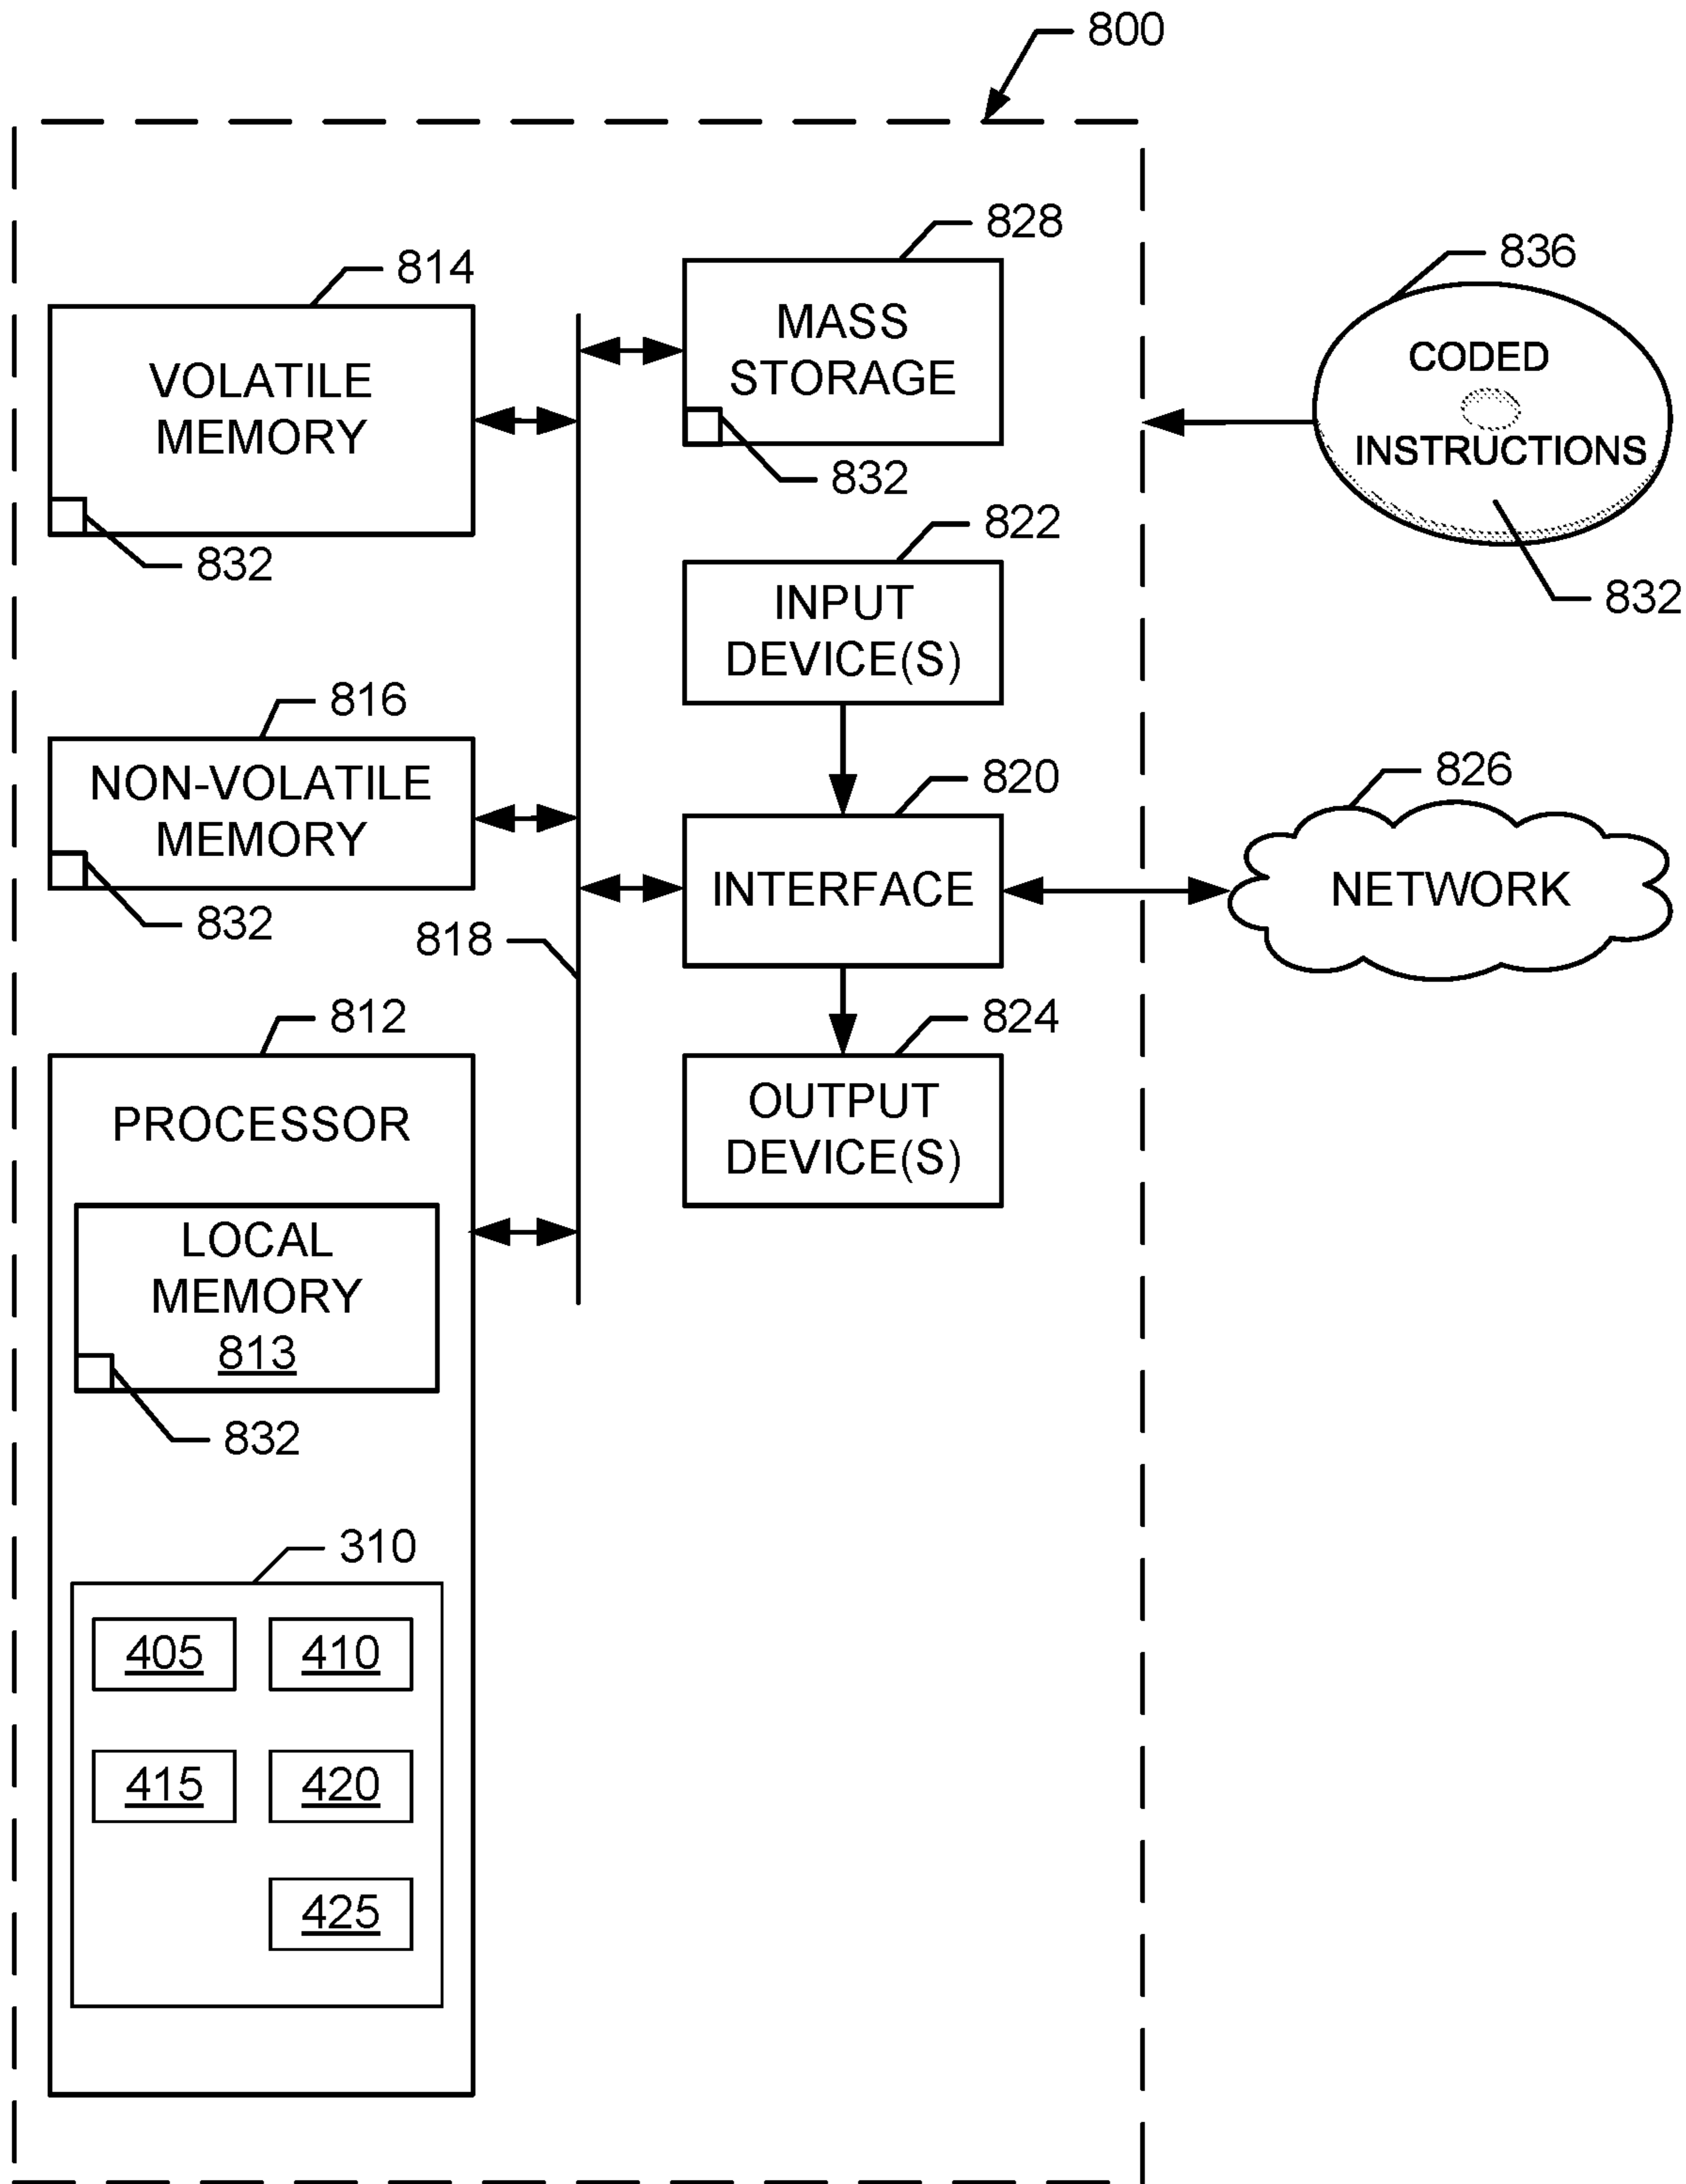 800
828
814
836
MASS
STORAGE
VOLATILE
MEMORY
CODED
INSTRUCTIONS
832
832
832
822
INPUT
DEVICE(S)
816
820
826
NON-VOLATILE
MEMORY
INTERFACE
NETWORK
832
818
812
824
PROCESSOR
OUTPUT
DEVICE(S)
LOCAL
MEMORY
813
832
310
405 410
415 420
425